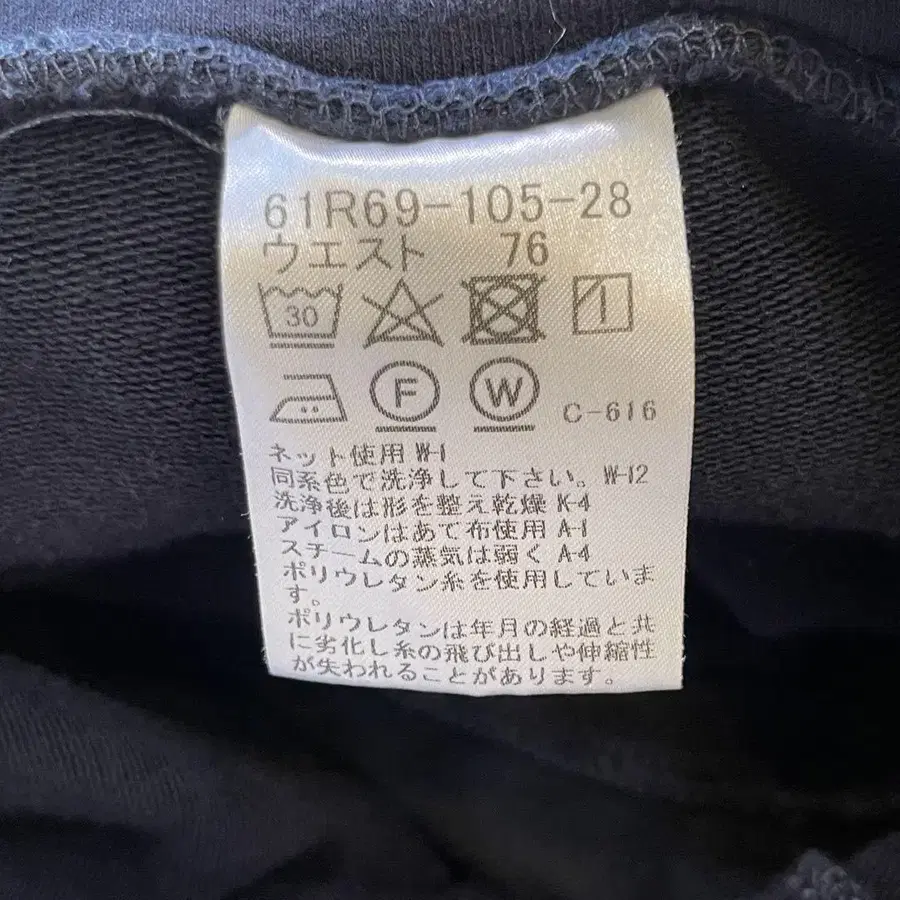 61R69-105-28
ウエスト 76
30
F W C-616
ネット使用 W-1
同系色で洗浄して下さい。W-12
洗浄後は形を整え乾燥 K-4
アイロンはあて布使用 A-1
スチームの蒸気は弱く A-4
ポリウレタン糸を使用していま
す。
ポリウレタンは年月の経過と共
に劣化し糸の飛び出しや伸縮性
が失われることがあります。